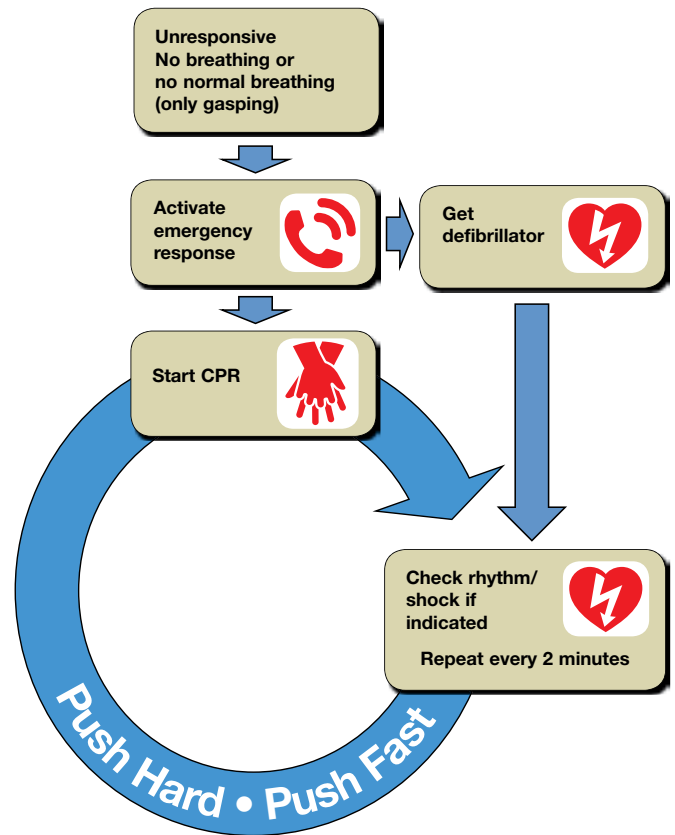 Unresponsive
No breathing or
no normal breathing
(only gasping)
Activate
emergency
response
Get
defibrillator
Start CPR
Check rhythm/
shock if
indicated
Repeat every 2 minutes
Push Hard • Push Fast